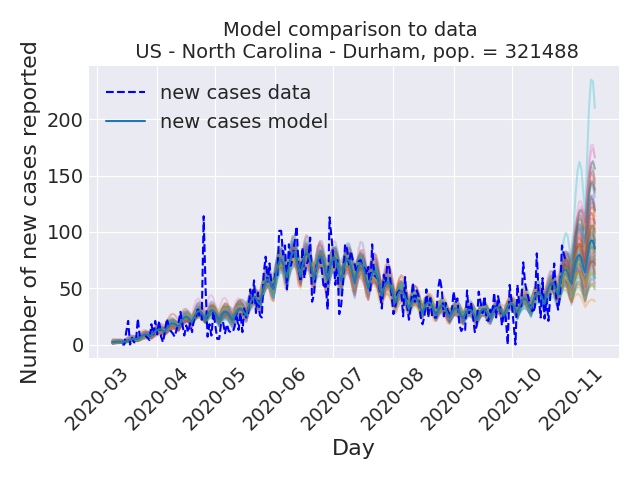 Model comparison to data
US - North Carolina - Durham, pop. = 321488
Number of new cases reported
new cases data
new cases model
200
150
100
50
0
2020-03
2020-04
2020-05
2020-06
2020-07
2020-08
2020-09
2020-10
2020-11
Day